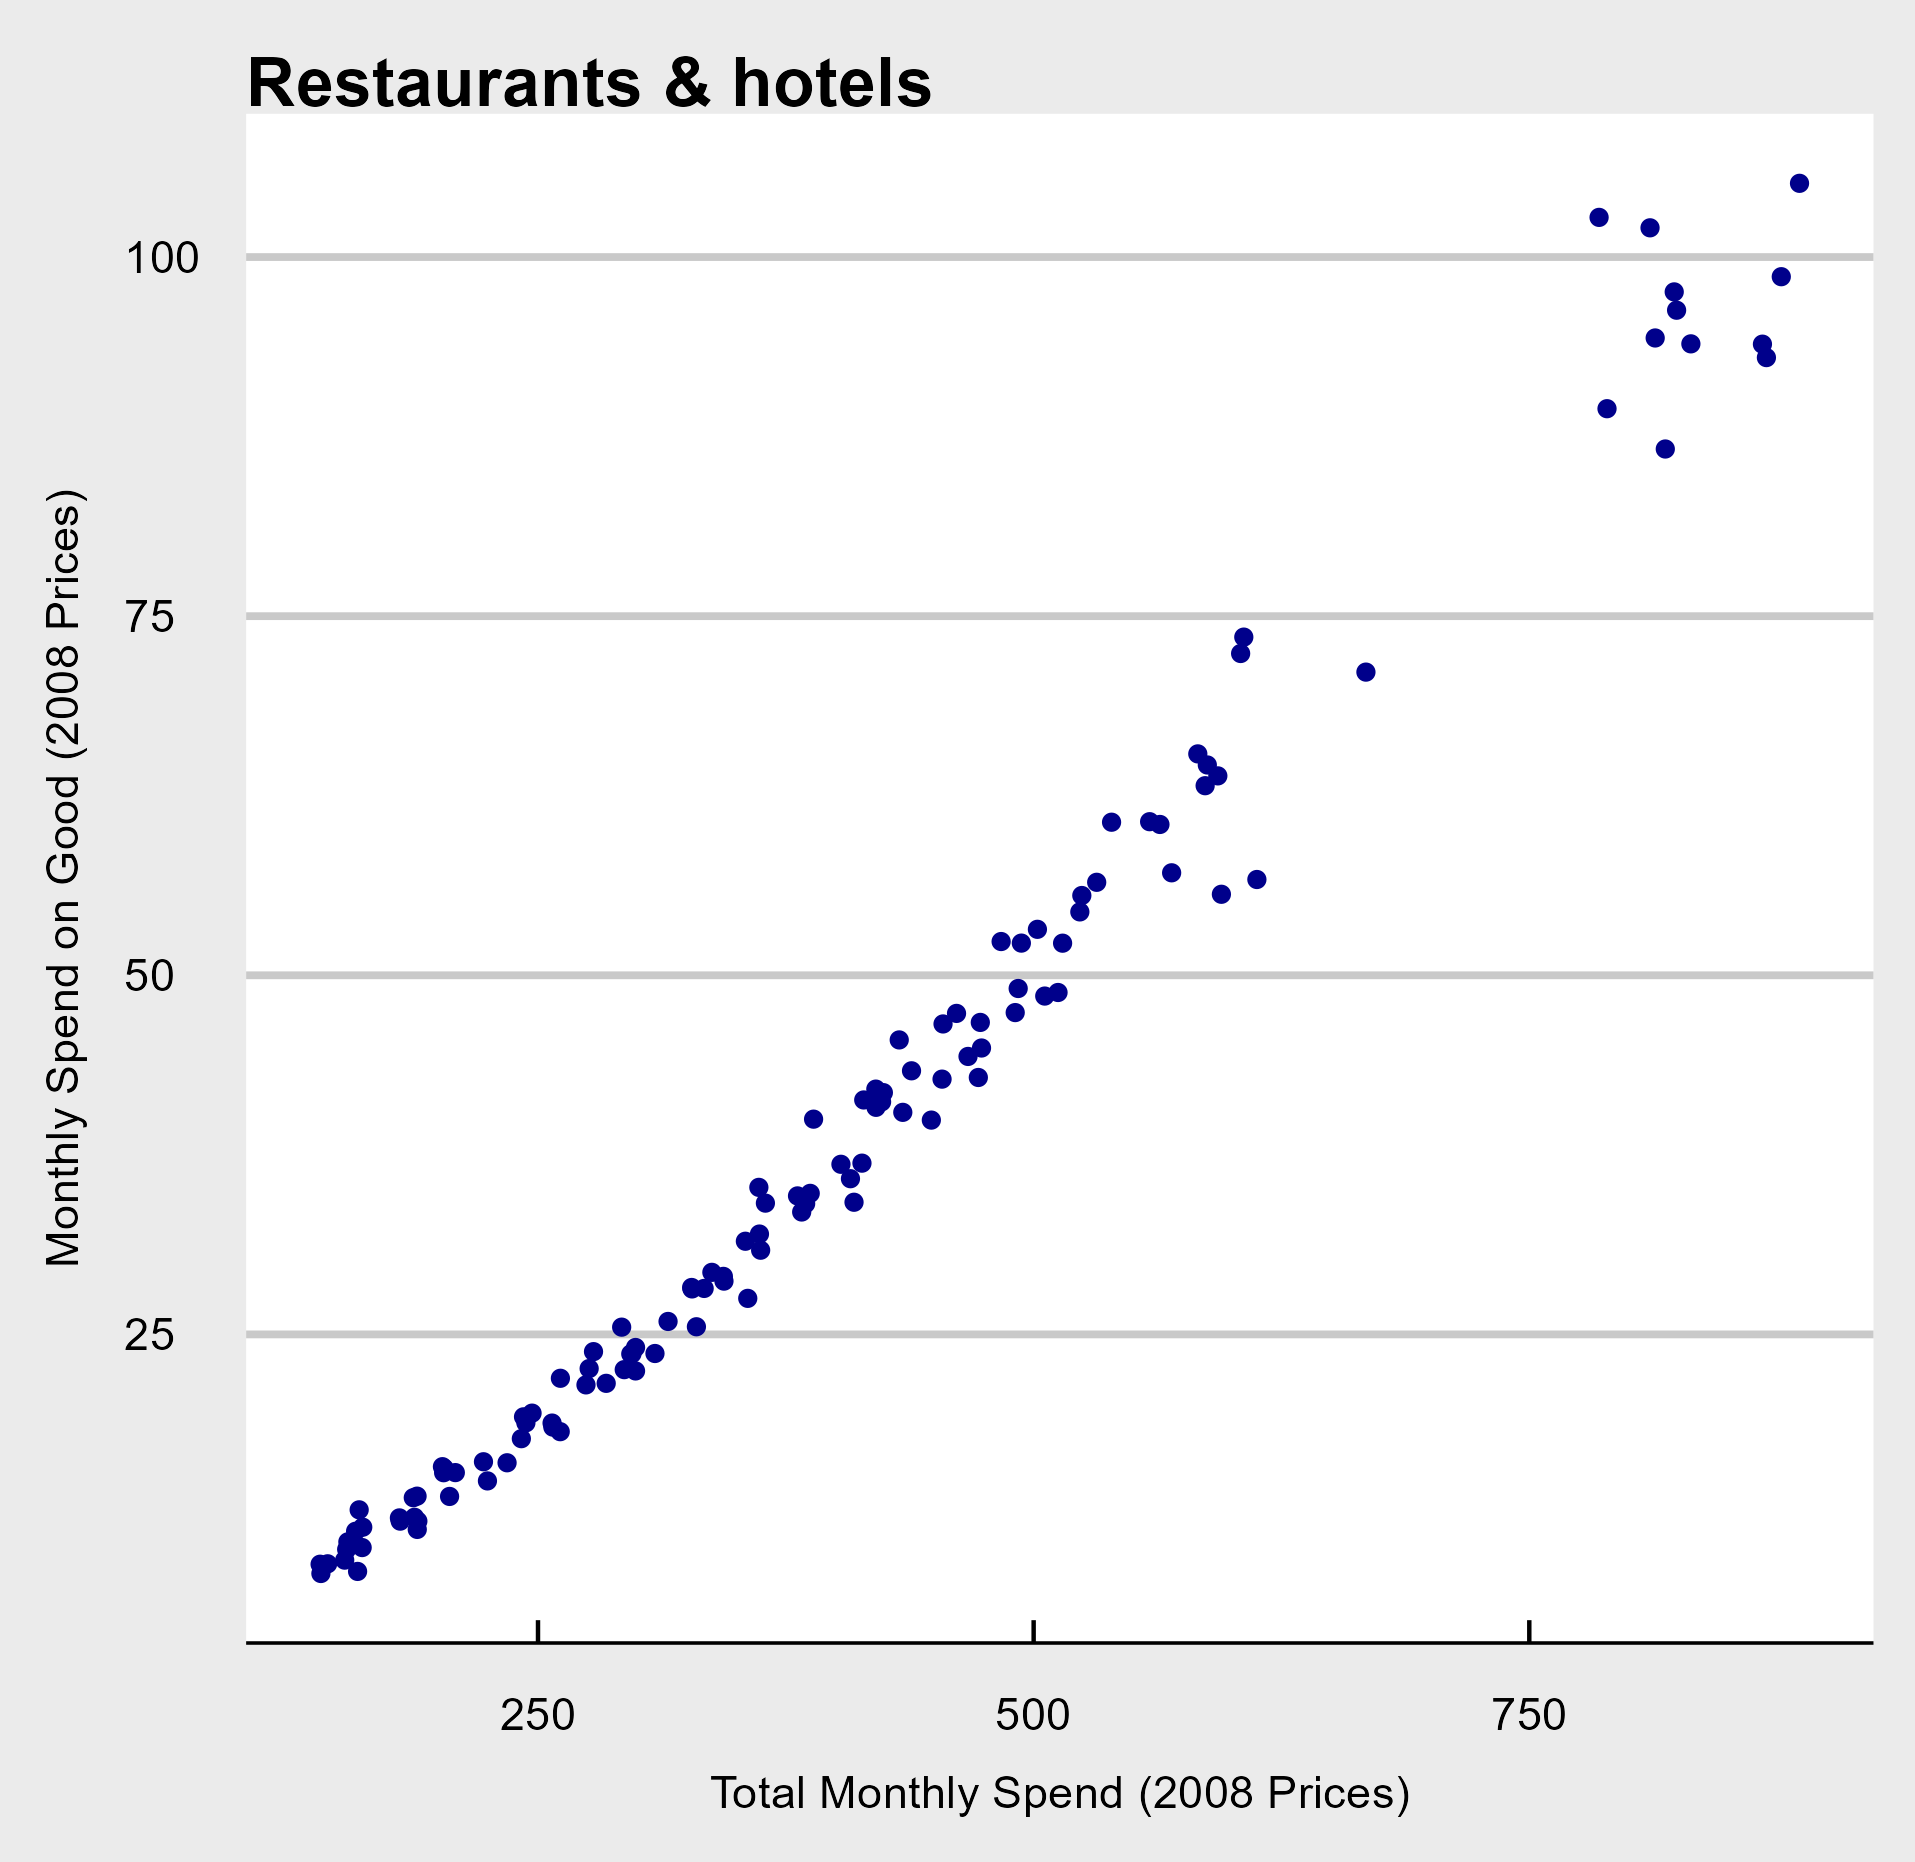 Restaurants & hotels
100
75
50
25
Monthly Spend on Good (2008 Prices)
250 500 750
Total Monthly Spend (2008 Prices)